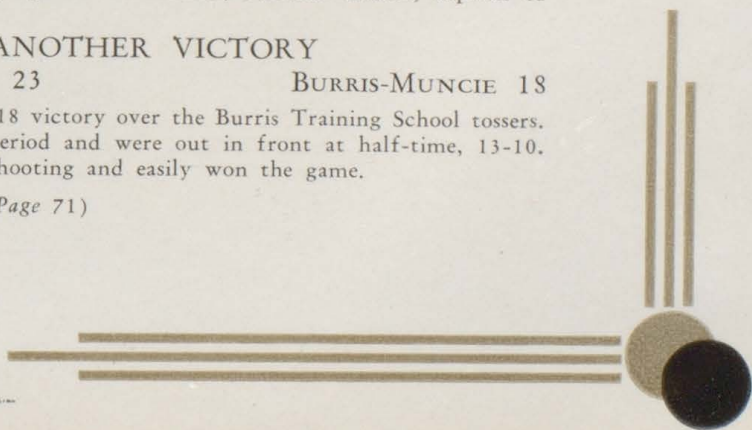 ANOTHER VICTORY
23 BURRIS-MUNCIE 18
18 victory over the Burris Training School tossers.
eriod and were out in front at half-time, 13-10.
hooting and easily won the game.
Page 71)